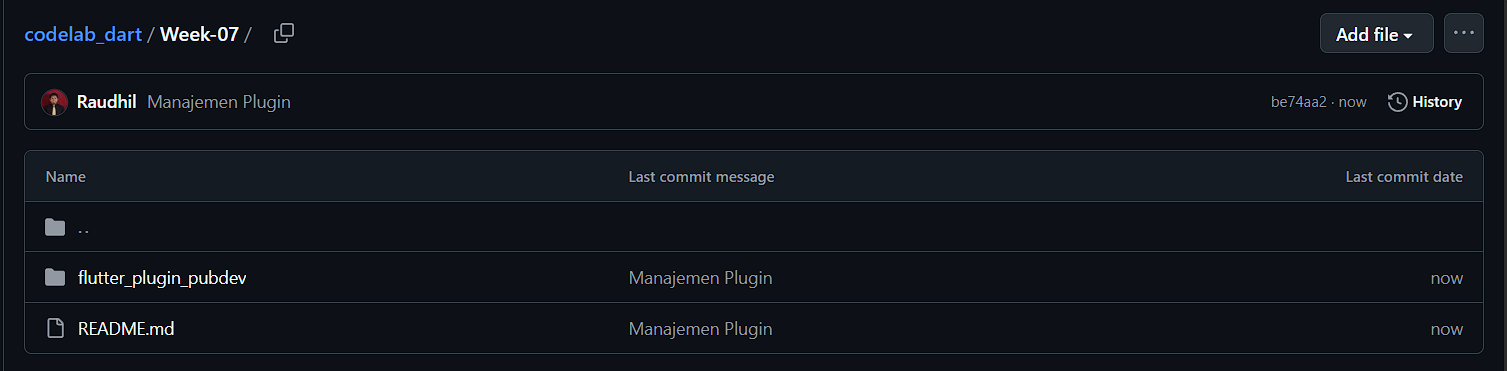 codelab_dart / Week-07 /
Add file
Raudhil Manajemen Plugin
be74aa2 · now
History
Name Last commit message Last commit date
..
flutter_plugin_pubdev Manajemen Plugin now
README.md Manajemen Plugin now